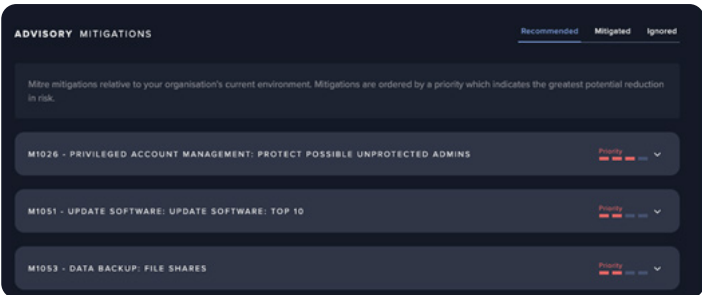 ADVISORY MITIGATIONS
Recommended Mitigated Ignored
Mitre mitigations relative to your organisation's current environment. Mitigations are ordered by a priority which indicates the greatest potential reduction
in risk.
M1026 - PRIVILEGED ACCOUNT MANAGEMENT: PROTECT POSSIBLE UNPROTECTED ADMINS
Priority
M1051 - UPDATE SOFTWARE: UPDATE SOFTWARE: TOP 10
Priority
M1053 - DATA BACKUP: FILE SHARES
Priority